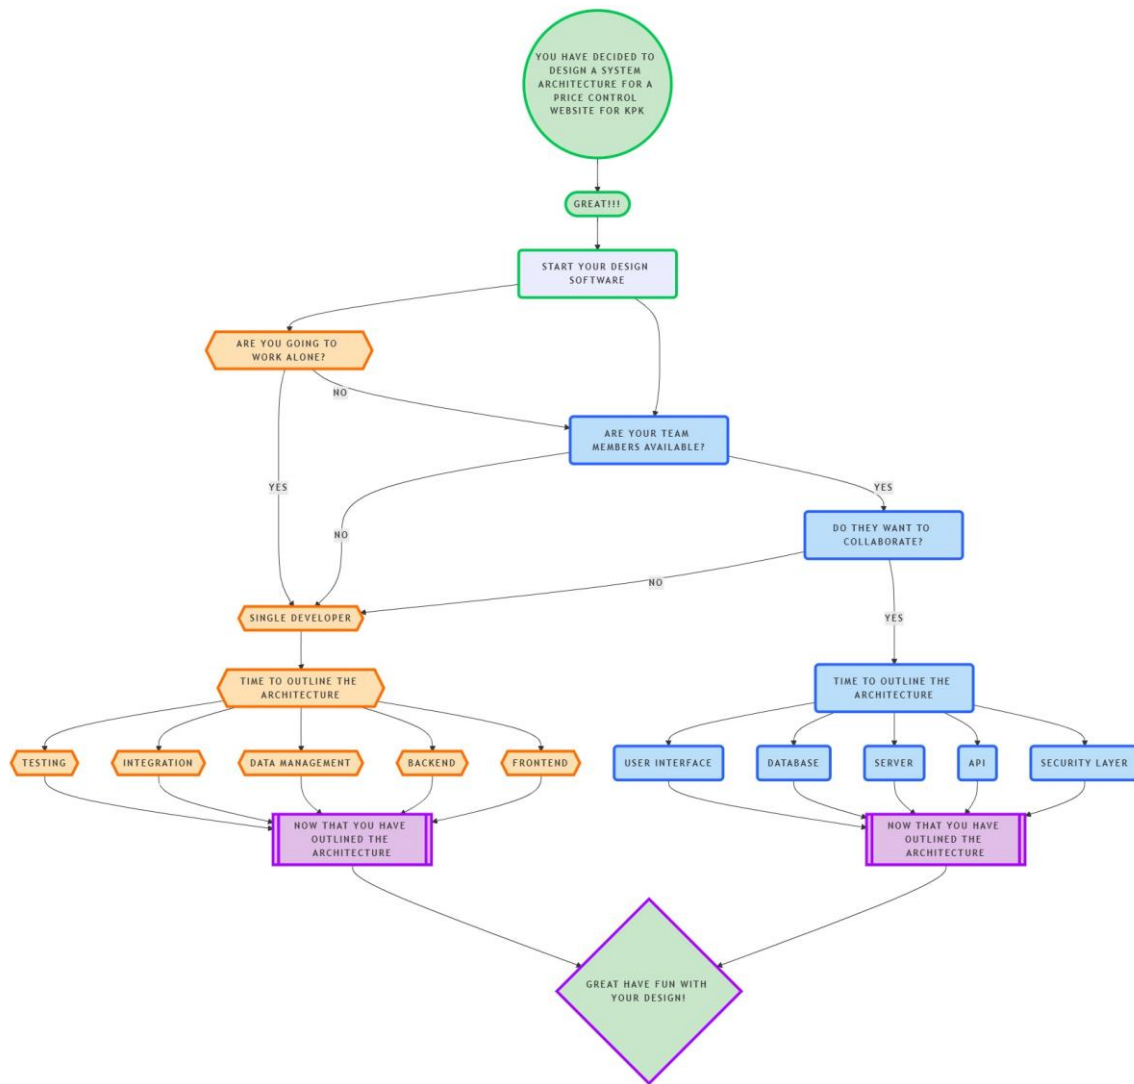 YOU HAVE DECIDED TO
DESIGN A SYSTEM
ARCHITECTURE FOR A
PRICE CONTROL
WEBSITE FOR KPK
GREAT!!!
START YOUR DESIGN
SOFTWARE
ARE YOU GOING TO
WORK ALONE?
NO
ARE YOUR TEAM
MEMBERS AVAILABLE?
YES
YES
DO THEY WANT TO
COLLABORATE?
NO
NO
SINGLE DEVELOPER
YES
TIME TO OUTLINE THE
ARCHITECTURE
TIME TO OUTLINE THE
ARCHITECTURE
TESTING
INTEGRATION
DATA MANAGEMENT
BACKEND
FRONTEND
USER INTERFACE
DATABASE
SERVER
API
SECURITY LAYER
NOW THAT YOU HAVE
OUTLINED THE
ARCHITECTURE
NOW THAT YOU HAVE
OUTLINED THE
ARCHITECTURE
GREAT HAVE FUN WITH
YOUR DESIGN!